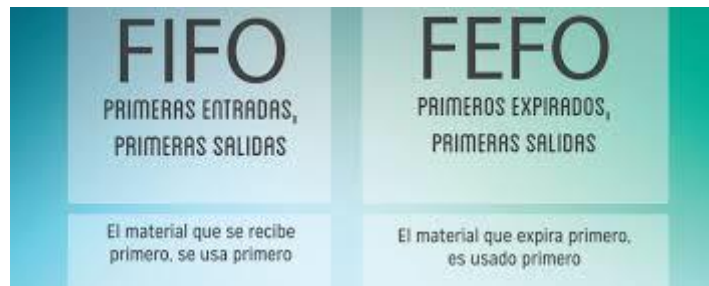 FIFO
PRIMERAS ENTRADAS,
PRIMERAS SALIDAS
El material que se recibe
primero, se usa primero
FEFO
PRIMEROS EXPIRADOS,
PRIMERAS SALIDAS
El material que expira primero,
es usado primero